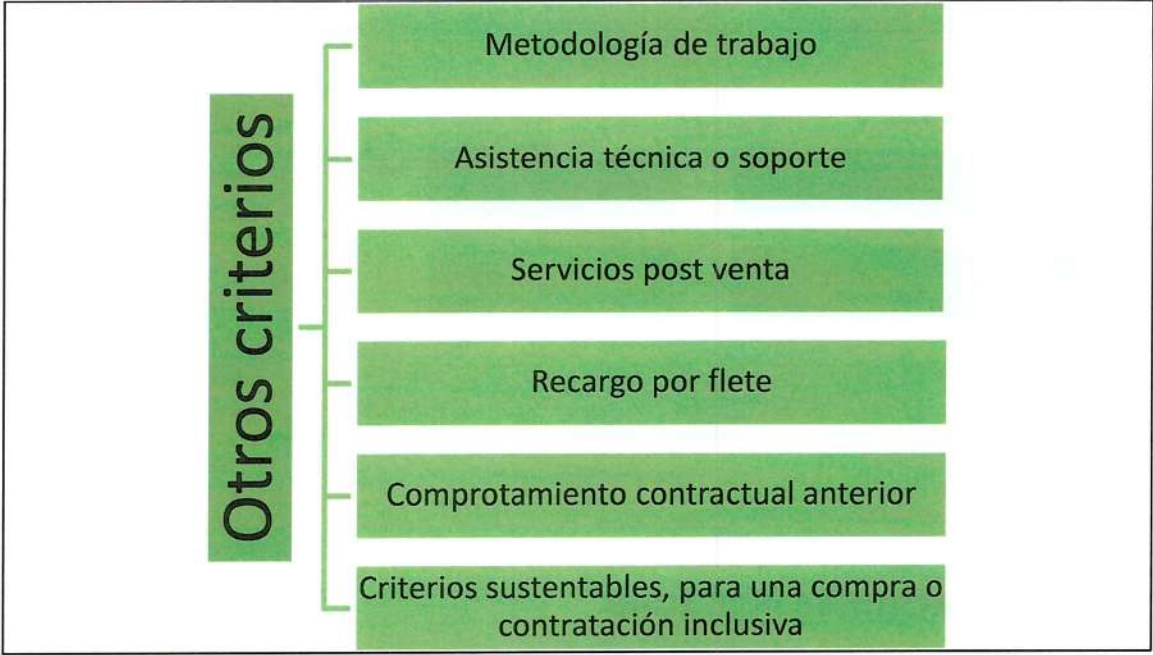 Otros criterios
Metodología de trabajo
Asistencia técnica o soporte
Servicios post venta
Recargo por flete
Comprotamiento contractual anterior
Criterios sustentables, para una compra o
contratación inclusiva